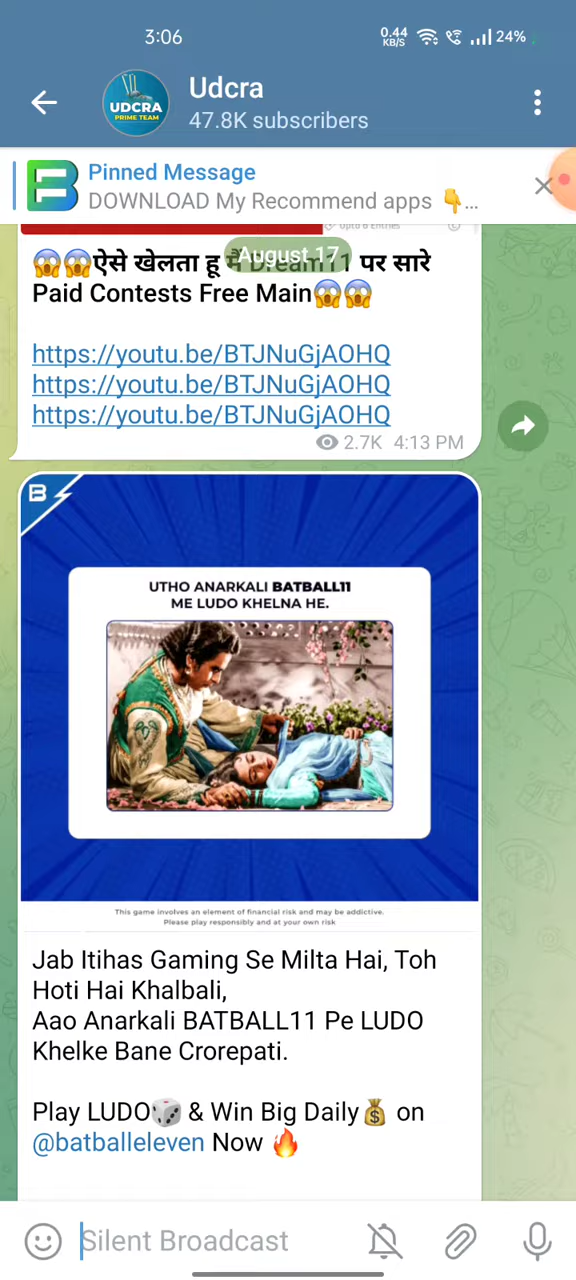 3:06
0.44 KB/S
24%
UDCRA
PRIME TEAM
Udcra
47.8K subscribers
Pinned Message
DOWNLOAD My Recommend apps 👇...
Upto 6 Entries
August 17
😱😱ऐसे खेलता हू मैं Dream11 पर सारे
Paid Contests Free Main😱😱
https://youtu.be/BTJNuGjAOHQ
https://youtu.be/BTJNuGjAOHQ
https://youtu.be/BTJNuGjAOHQ
2.7K 4:13 PM
B
UTHO ANARKALI BATBALL11
ME LUDO KHELNA HE.
This game involves an element of financial risk and may be addictive.
Please play responsibly and at your own risk
Jab Itihas Gaming Se Milta Hai, Toh
Hoti Hai Khalbali,
Aao Anarkali BATBALL11 Pe LUDO
Khelke Bane Crorepati.
Play LUDO🎲 & Win Big Daily💰 on
@batballeleven Now 🔥
Silent Broadcast